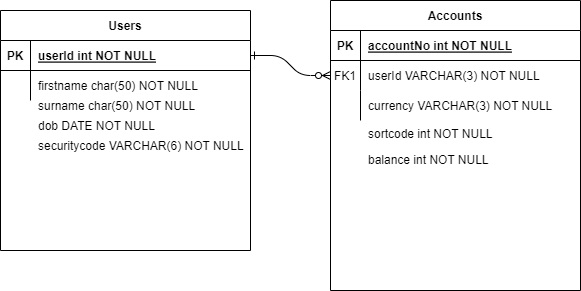 Users
PK userId int NOT NULL
firstname char(50) NOT NULL
surname char(50) NOT NULL
dob DATE NOT NULL
securitycode VARCHAR(6) NOT NULL
Accounts
PK accountNo int NOT NULL
FK1 userId VARCHAR(3) NOT NULL
currency VARCHAR(3) NOT NULL
sortcode int NOT NULL
balance int NOT NULL